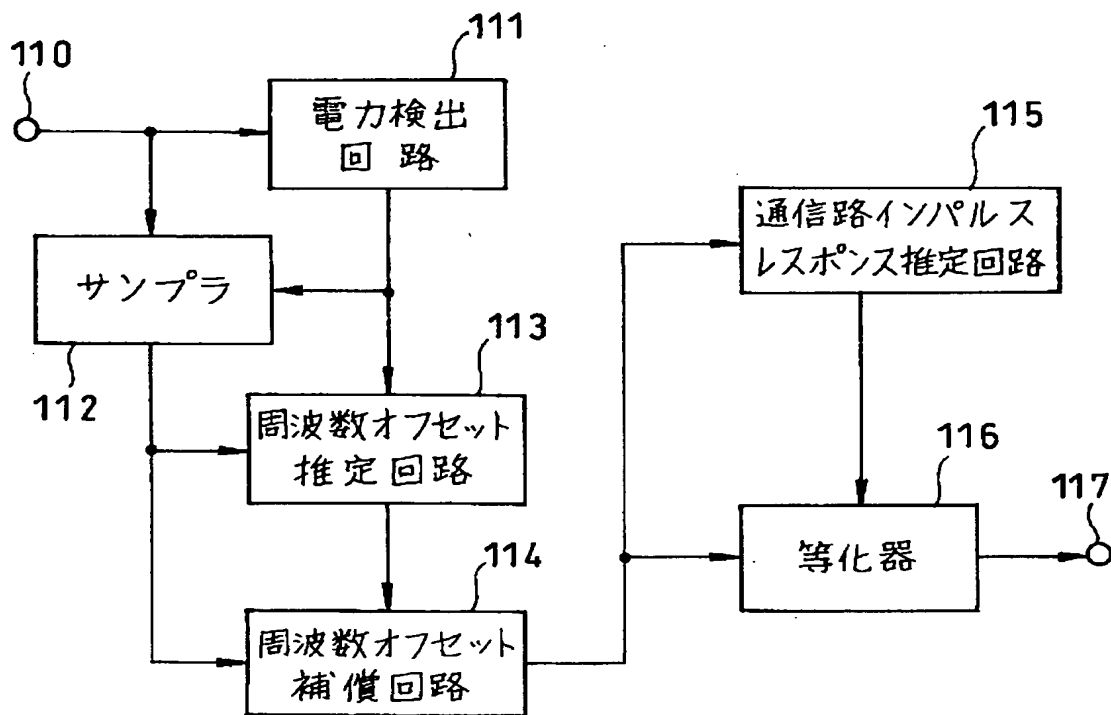 110
111
電力検出
回路
サンプラ
112
113
周波数オフセット
推定回路
114
周波数オフセット
補償回路
115
通信路インパルス
レスポンス推定回路
116
等化器
117